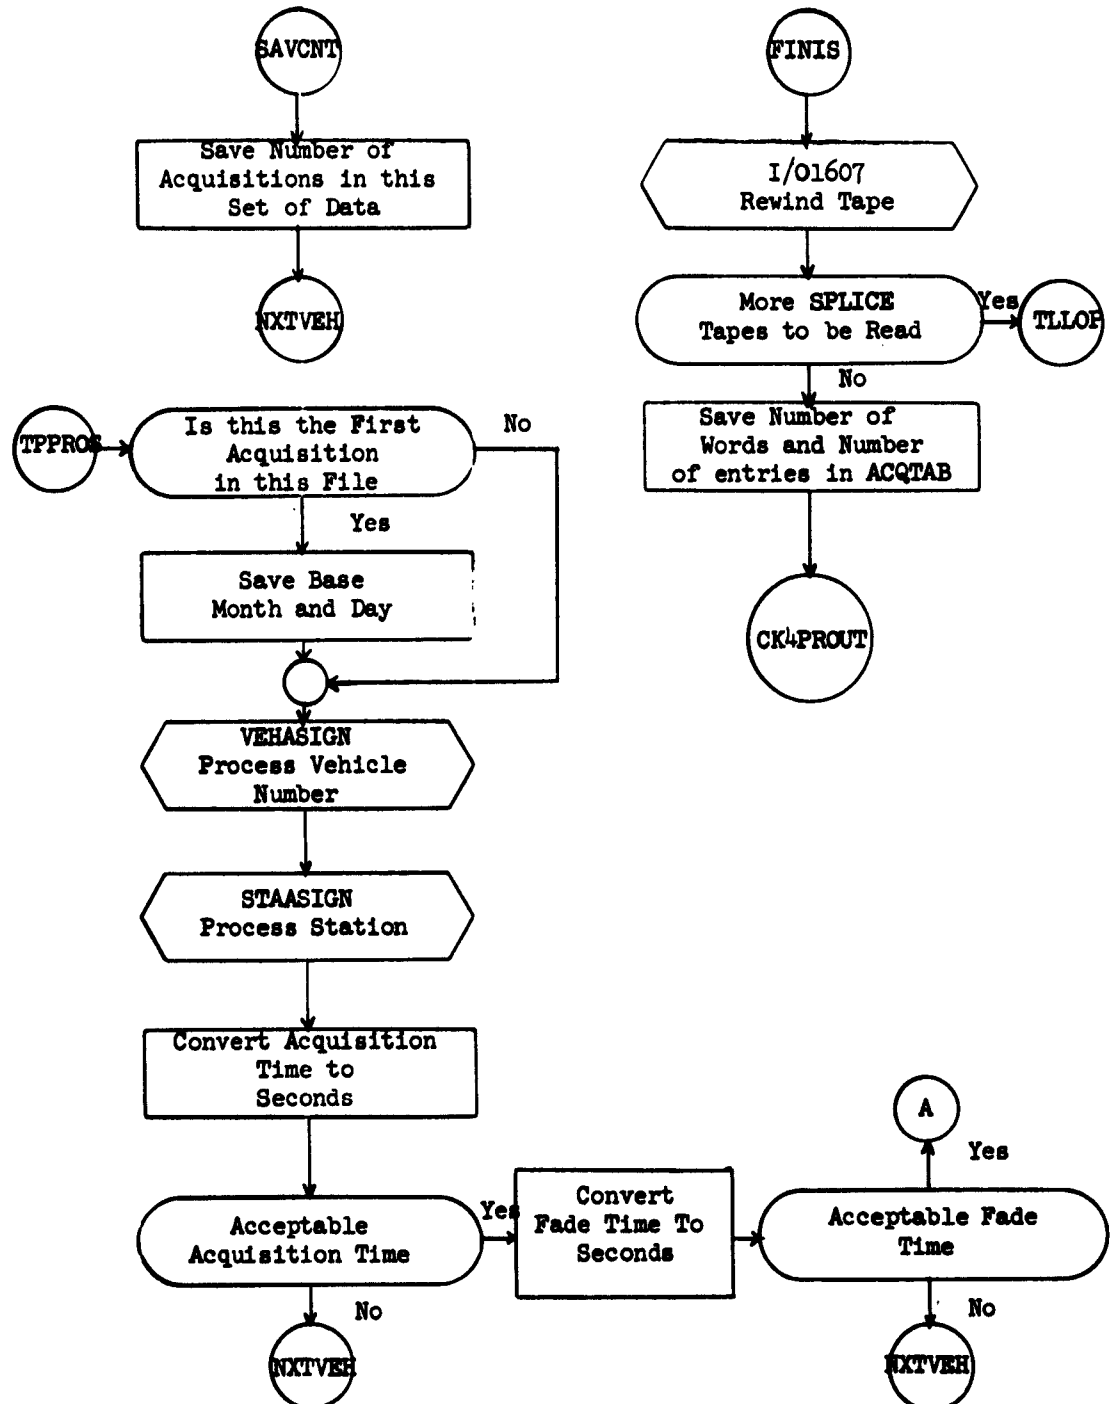 SAVCNT
Save Number of
Acquisitions in this
Set of Data
NXTVEH
FINIS
I/O1607
Rewind Tape
More SPLICE
Tapes to be Read
Yes
TLLOP
No
Save Number of
Words and Number
of entries in ACQTAB
CK4PROUT
TPPROS
Is this the First
Acquisition
in this File
No
Yes
Save Base
Month and Day
VEHASIGN
Process Vehicle
Number
STAASIGN
Process Station
Convert Acquisition
Time to
Seconds
Acceptable
Acquisition Time
Yes
No
NXTVEH
Convert
Fade Time To
Seconds
Acceptable Fade
Time
Yes
A
No
NXTVEH